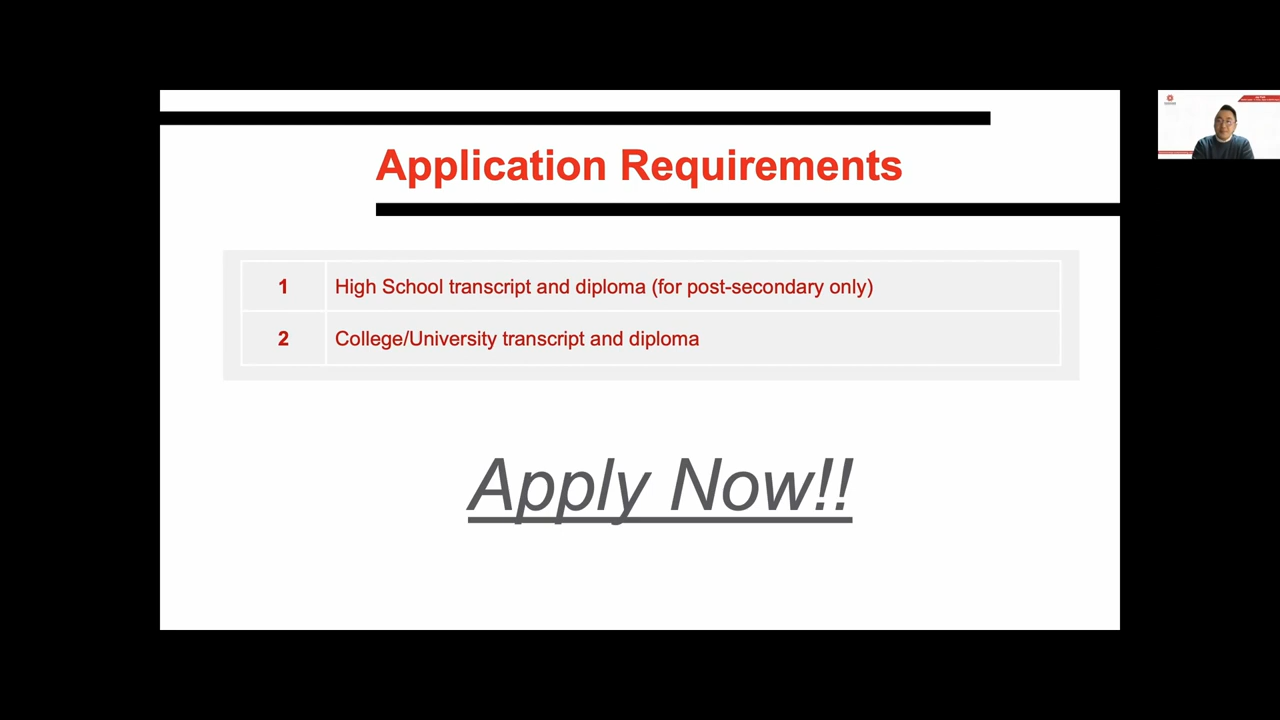 Application Requirements
1 High School transcript and diploma (for post-secondary only)
2 College/University transcript and diploma
Apply Now!!